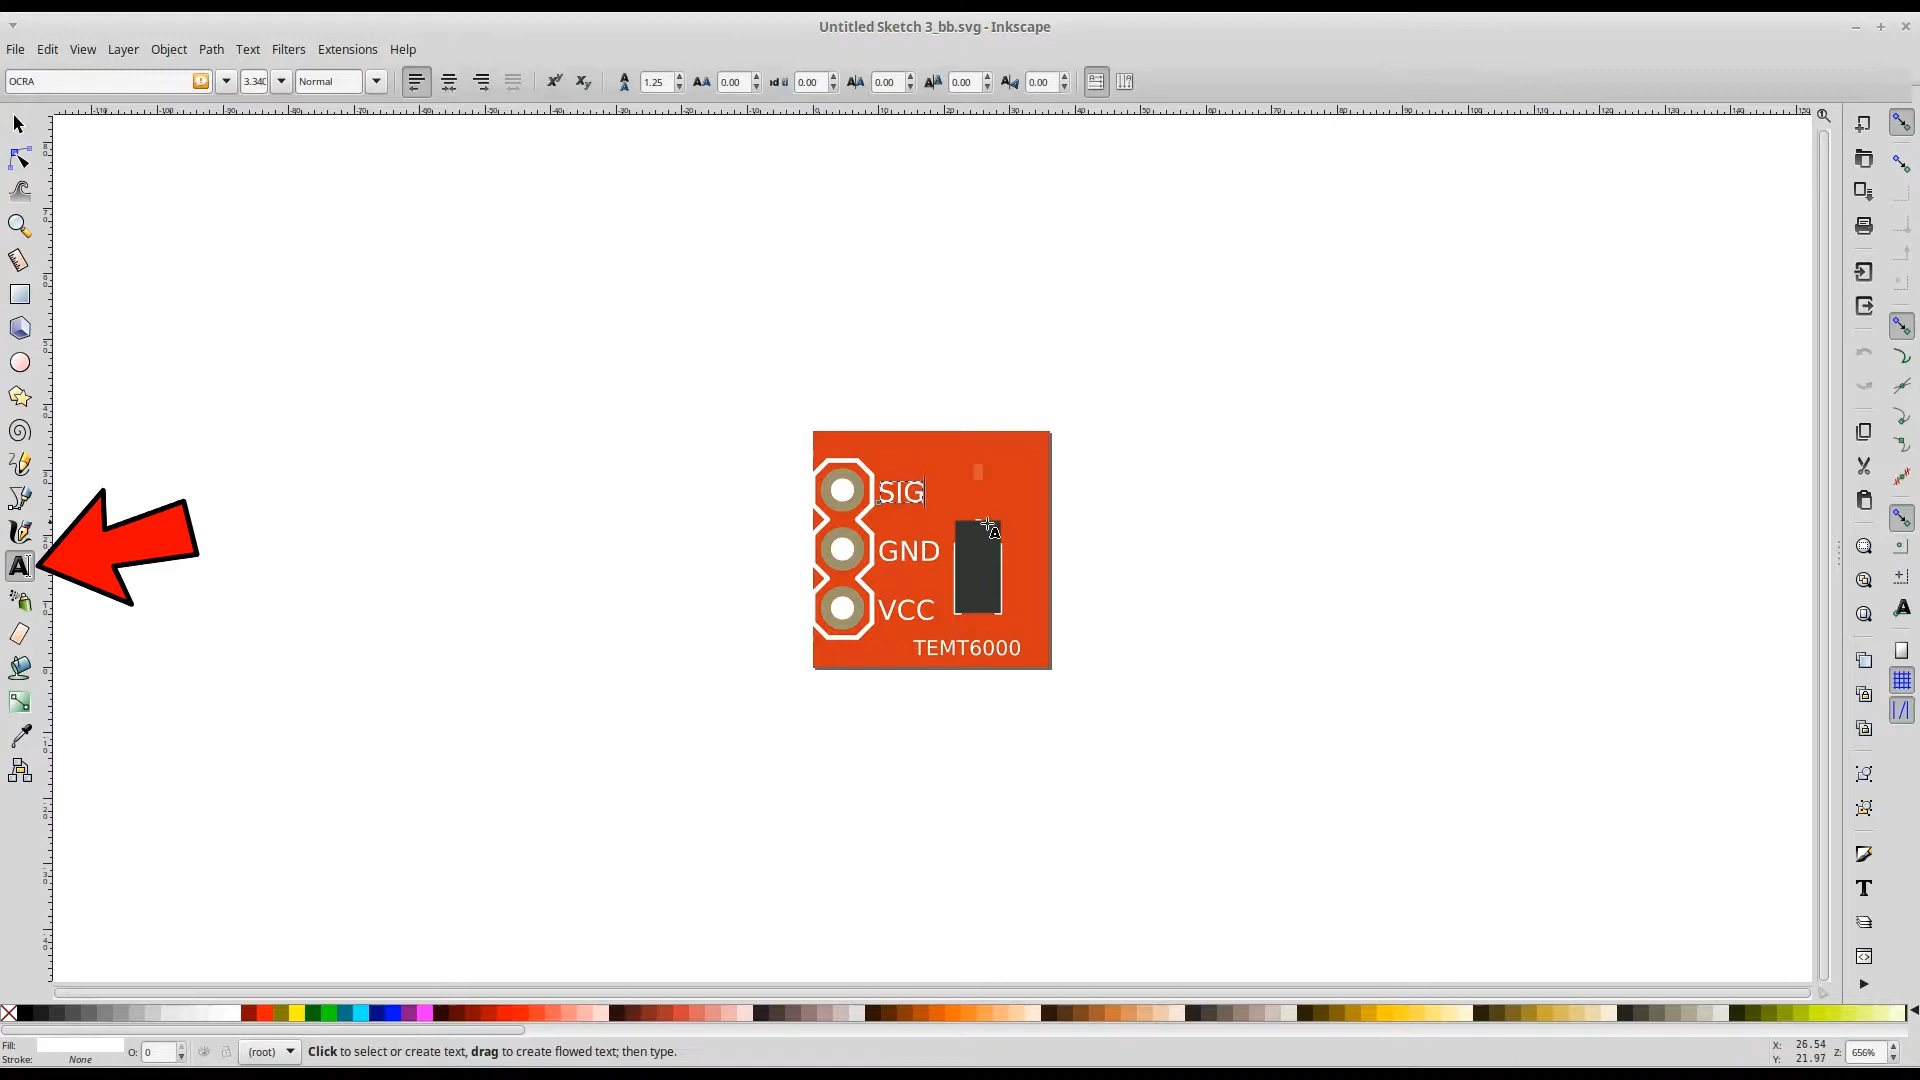 Untitled Sketch 3_bb.svg - Inkscape
File Edit View Layer Object Path Text Filters Extensions Help
OCRA 3.340 Normal 1.25 0.00 0.00 0.00 0.00 0.00
SIG
GND
VCC
TEMT6000
A
Fill:
Stroke: None
O: 0
(root)
Click to select or create text, drag to create flowed text; then type.
X: 26.54
Y: 21.97
Z: 656%